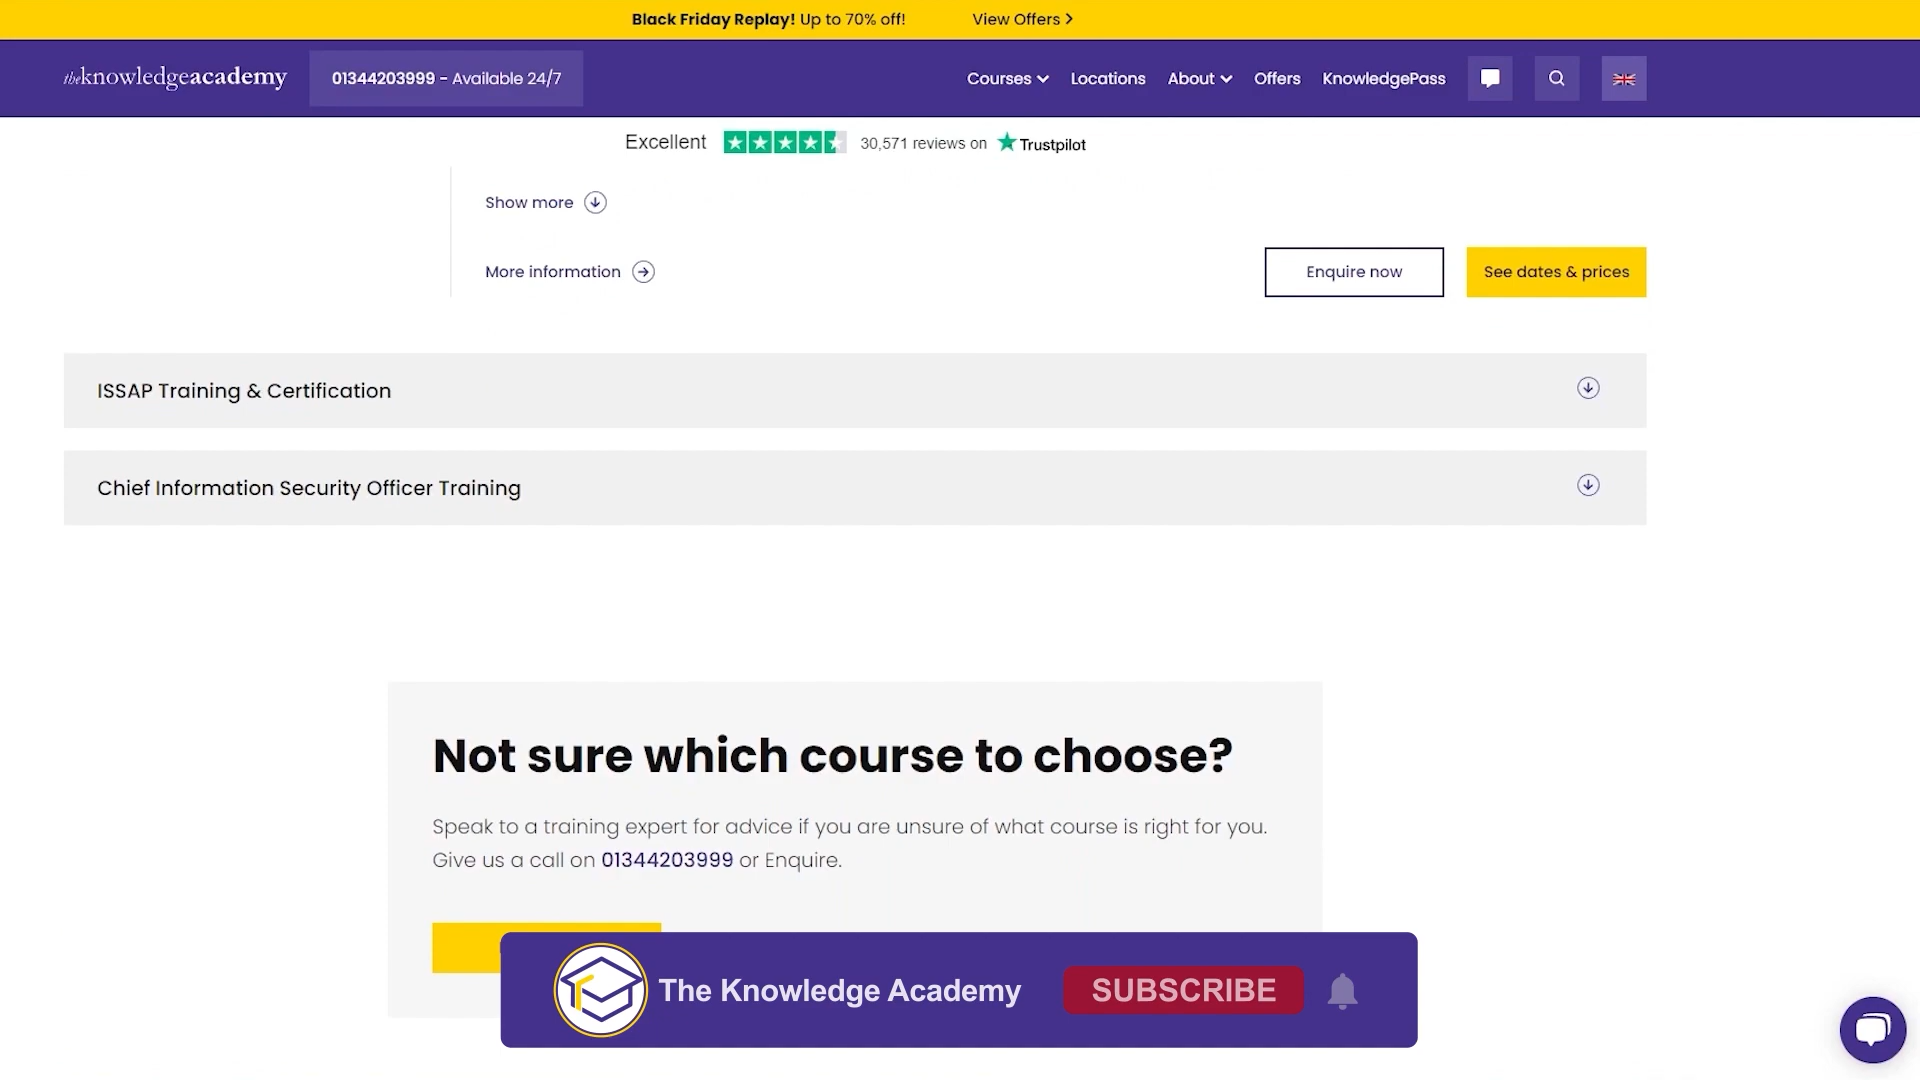 Black Friday Replay! Up to 70% off! View Offers
theknowledgeacademy 01344203999 - Available 24/7 Courses Locations About Offers KnowledgePass
Excellent 30,571 reviews on Trustpilot
Show more
More information Enquire now See dates & prices
ISSAP Training & Certification
Chief Information Security Officer Training
Not sure which course to choose?
Speak to a training expert for advice if you are unsure of what course is right for you.
Give us a call on 01344203999 or Enquire.
The Knowledge Academy SUBSCRIBE